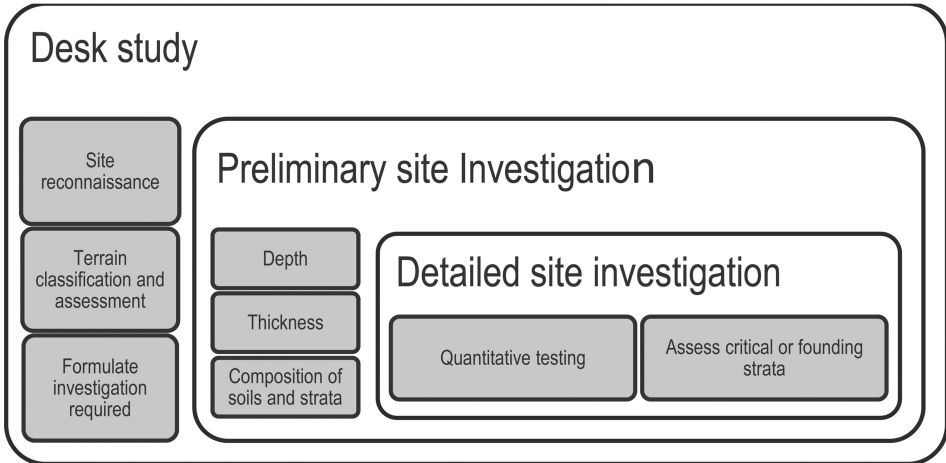 Desk study
Site
reconnaissance
Terrain
classification and
assessment
Formulate
investigation
required
Preliminary site Investigation
Depth
Thickness
Composition of
soils and strata
Detailed site investigation
Quantitative testing
Assess critical or founding
strata